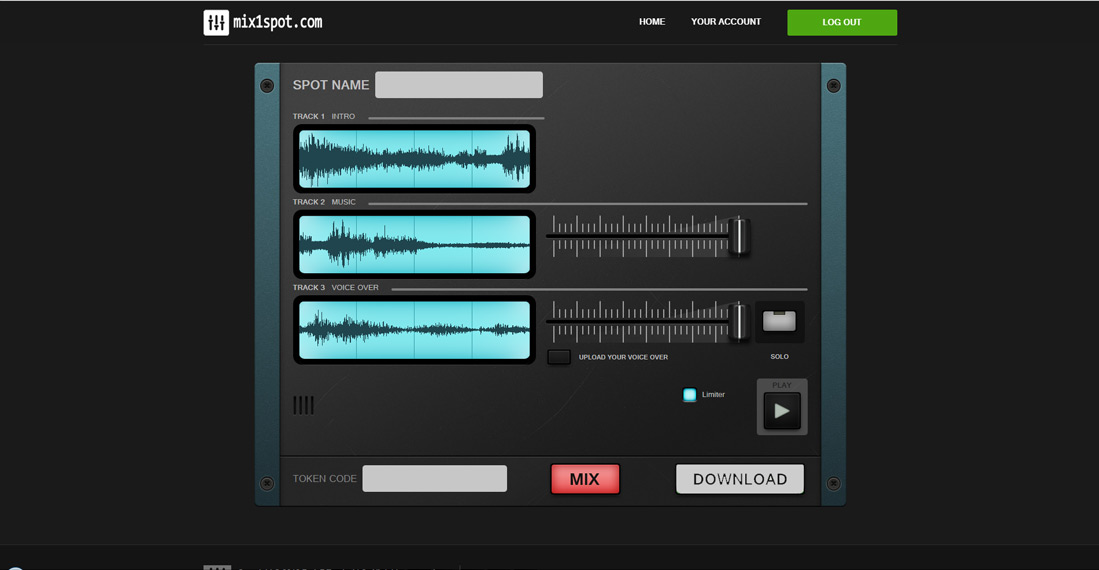 mix1spot.com
HOME YOUR ACCOUNT LOG OUT
SPOT NAME
TRACK 1 INTRO
TRACK 2 MUSIC
TRACK 3 VOICE OVER
UPLOAD YOUR VOICE OVER
SOLO
Limiter
PLAY
TOKEN CODE MIX DOWNLOAD